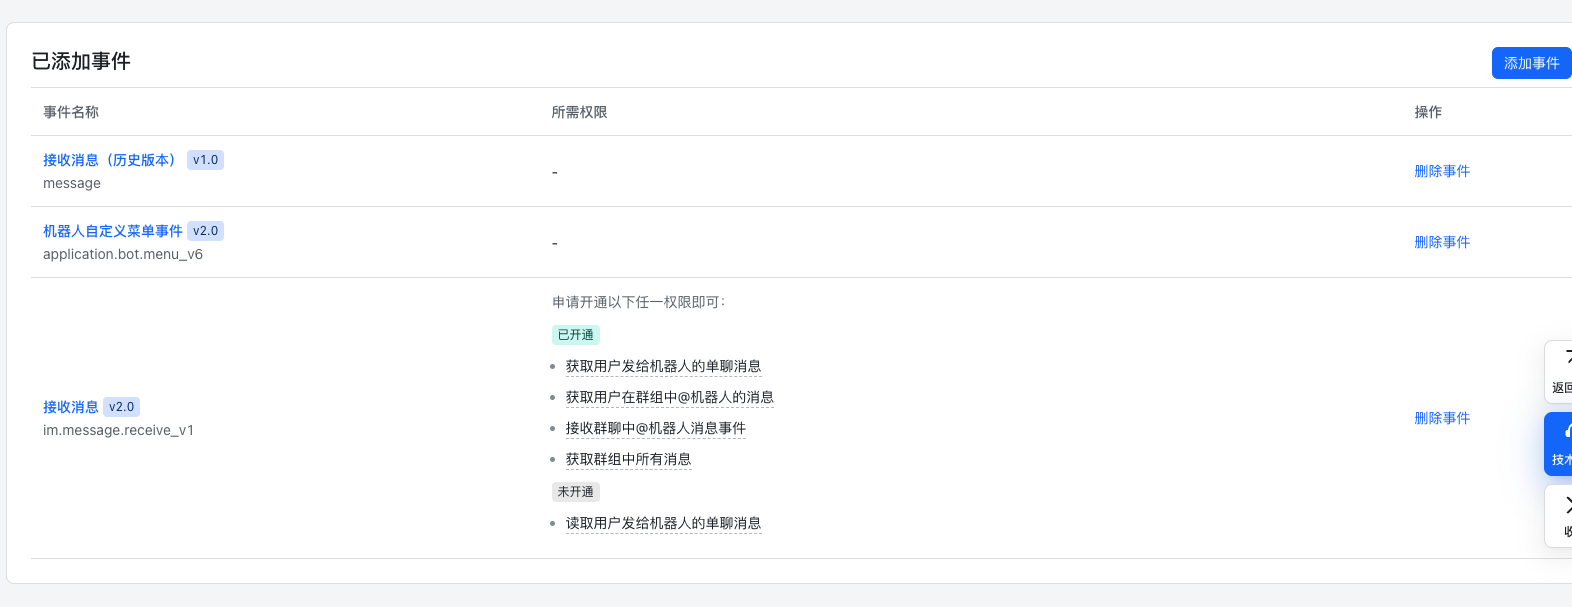 已添加事件
添加事件
事件名称 所需权限 操作
接收消息（历史版本） v1.0
message
-
删除事件
机器人自定义菜单事件 v2.0
application.bot.menu_v6
-
删除事件
接收消息 v2.0
im.message.receive_v1
申请开通以下任一权限即可：
已开通
获取用户发给机器人的单聊消息
获取用户在群组中@机器人的消息
接收群聊中@机器人消息事件
获取群组中所有消息
未开通
读取用户发给机器人的单聊消息
删除事件
返回
技术